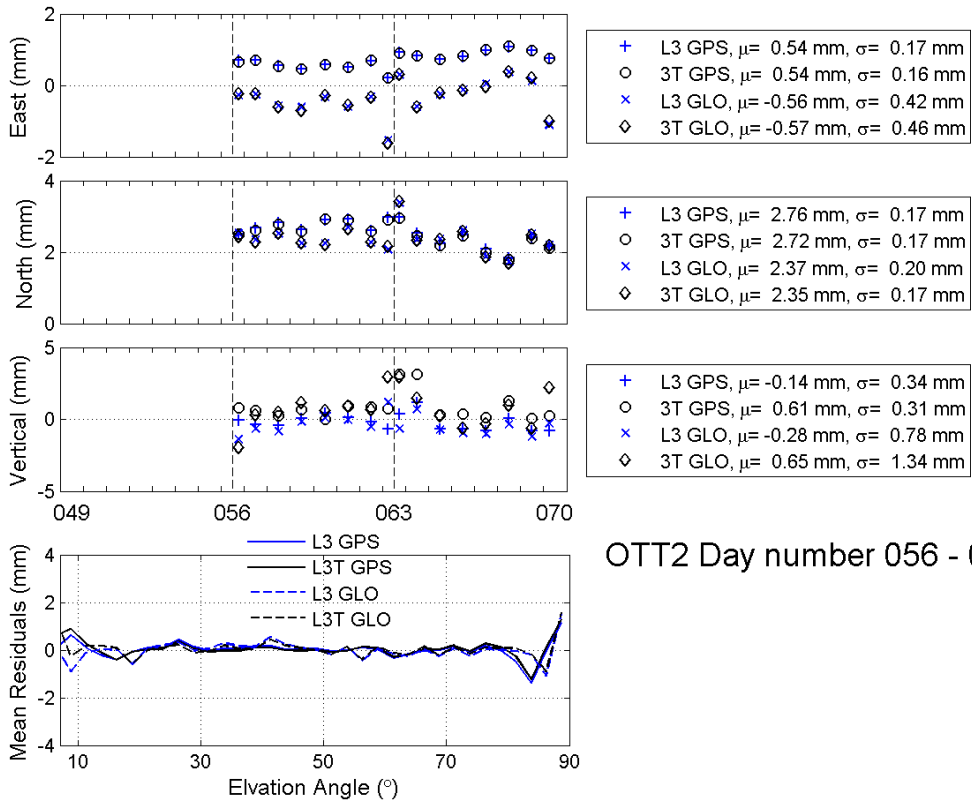 East (mm)
2
0
2
L3 GPS, μ= 0.54 mm, σ= 0.17 mm
3T GPS, μ= 0.54 mm, σ= 0.16 mm
L3 GLO, μ= -0.56 mm, σ= 0.42 mm
3T GLO, μ= -0.57 mm, σ= 0.46 mm
North (mm)
4
2
0
L3 GPS, μ= 2.76 mm, σ= 0.17 mm
3T GPS, μ= 2.72 mm, σ= 0.17 mm
L3 GLO, μ= 2.37 mm, σ= 0.20 mm
3T GLO, μ= 2.35 mm, σ= 0.17 mm
Vertical (mm)
5
0
-5
049 056 063 070
L3 GPS, μ= -0.14 mm, σ= 0.34 mm
3T GPS, μ= 0.61 mm, σ= 0.31 mm
L3 GLO, μ= -0.28 mm, σ= 0.78 mm
3T GLO, μ= 0.65 mm, σ= 1.34 mm
Mean Residuals (mm)
4
2
0
-2
-4
L3 GPS
L3T GPS
L3 GLO
L3T GLO
10 30 50 70 90
Elvation Angle (°)
OTT2 Day number 056 -